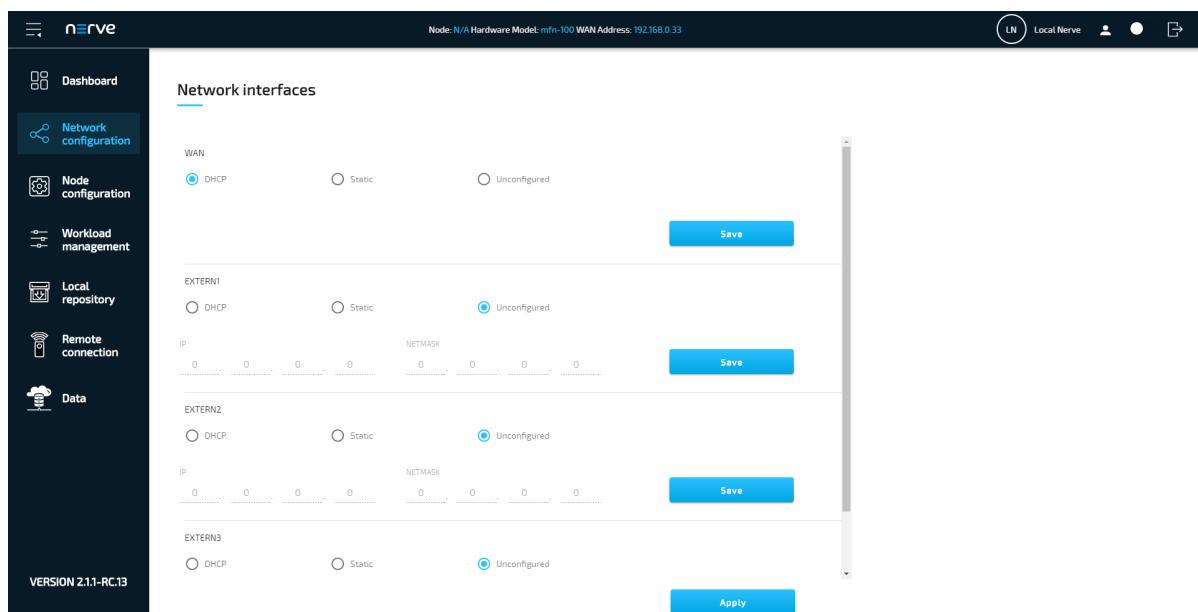 nerve
Node: N/A Hardware Model: mfn-100 WAN Address: 192.168.0.33
LN
Local Nerve
Dashboard
Network
configuration
Node
configuration
Workload
management
Local
repository
Remote
connection
Data
VERSION 2.1.1-RC.13
Network interfaces
WAN
DHCP Static Unconfigured
Save
EXTERN1
DHCP Static Unconfigured
IP NETMASK
0 . 0 . 0 . 0 0 . 0 . 0 . 0 Save
EXTERN2
DHCP Static Unconfigured
IP NETMASK
0 . 0 . 0 . 0 0 . 0 . 0 . 0 Save
EXTERN3
DHCP Static Unconfigured
Apply